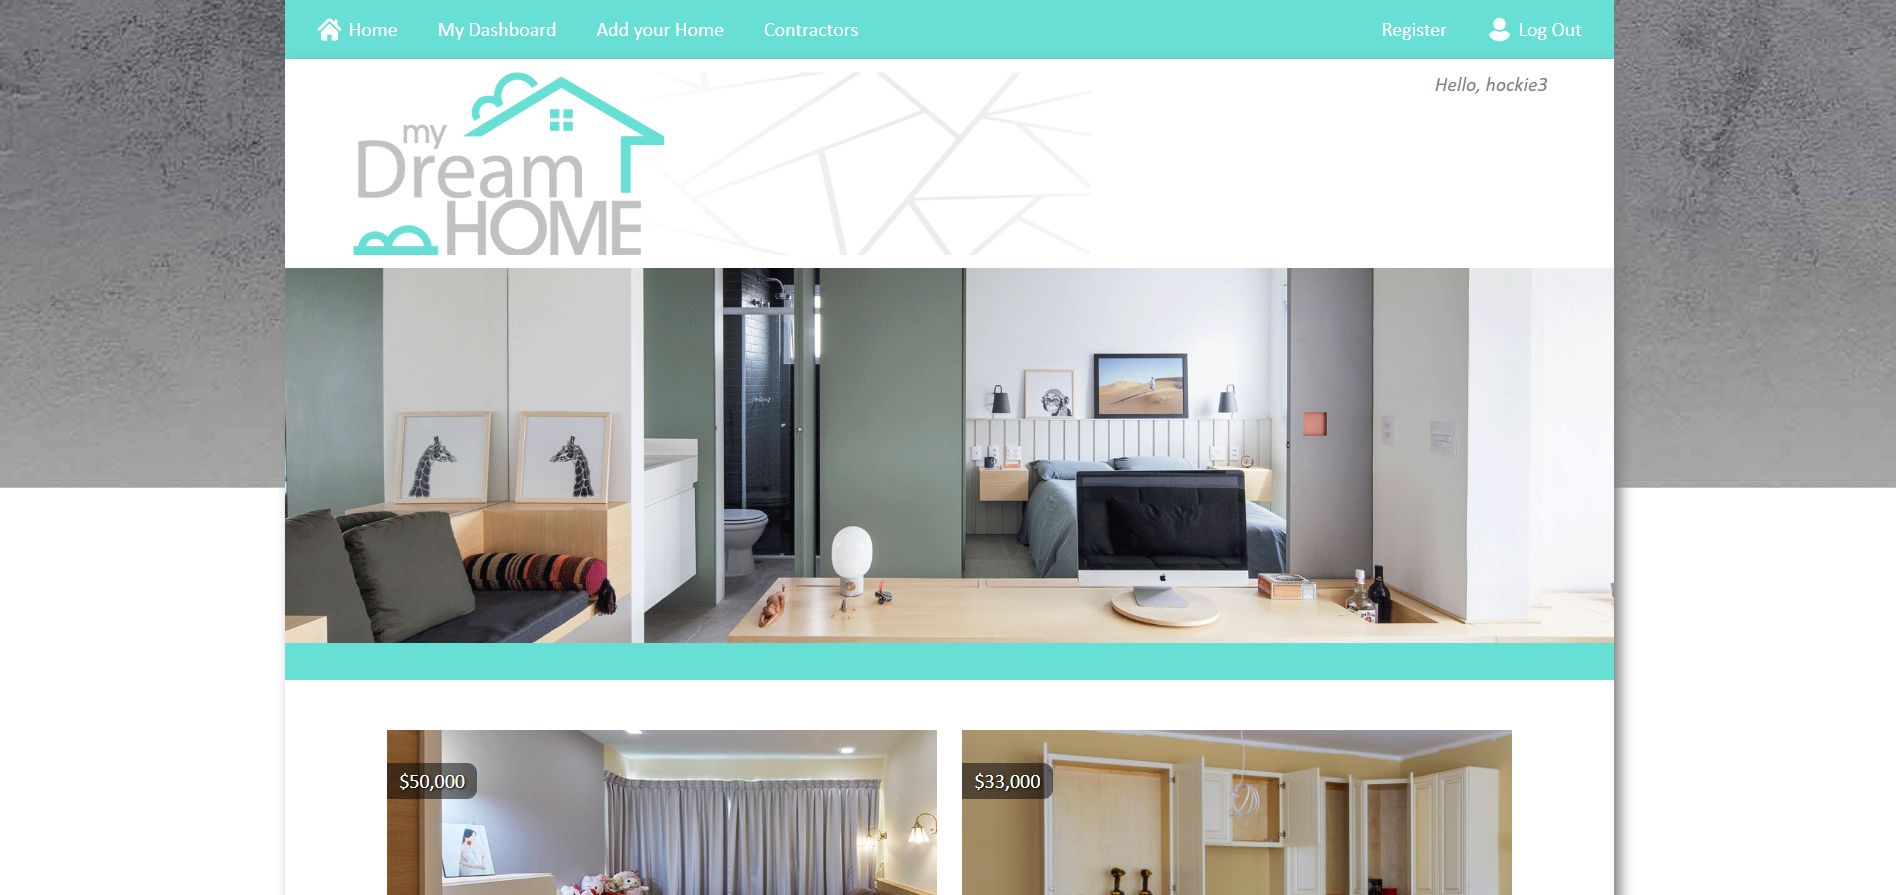 Home My Dashboard Add your Home Contractors Register Log Out
Hello, hockie3
my
Dream
HOME
$50,000
$33,000